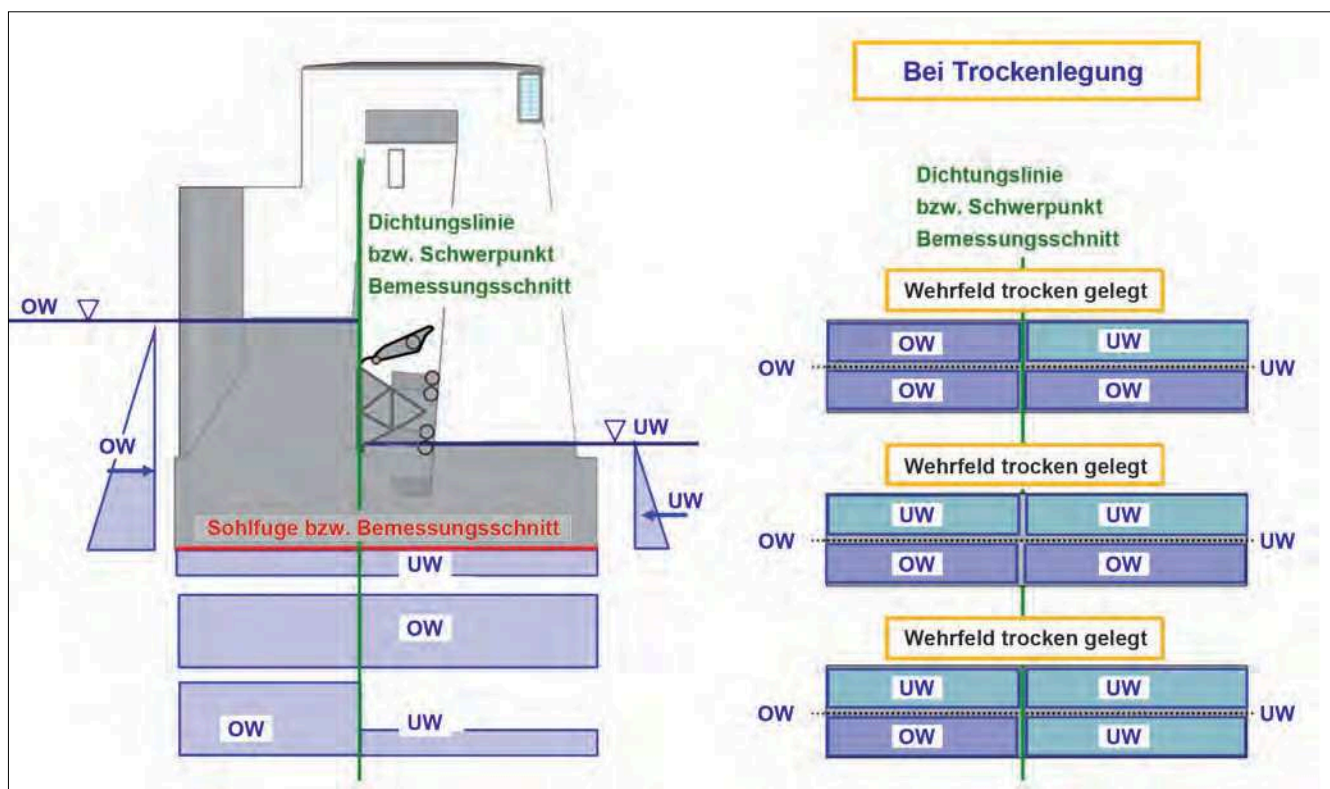 Bei Trockenlegung
Dichtungslinie
bzw. Schwerpunkt
Bemessungsschnitt
OW
UW
OW
UW
Sohlfuge bzw. Bemessungsschnitt
UW
OW
OW
UW
Dichtungslinie
bzw. Schwerpunkt
Bemessungsschnitt
Wehrfeld trocken gelegt
OW UW
OW UW
OW OW
Wehrfeld trocken gelegt
UW UW
OW UW
OW OW
Wehrfeld trocken gelegt
UW UW
OW UW
OW UW